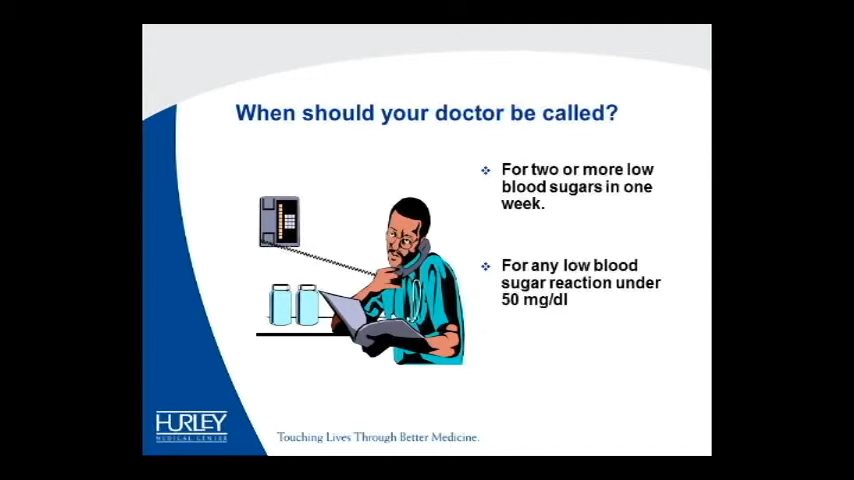 When should your doctor be called?
❖ For two or more low
blood sugars in one
week.
❖ For any low blood
sugar reaction under
50 mg/dl
HURLEY
MEDICAL CENTER
Touching Lives Through Better Medicine.